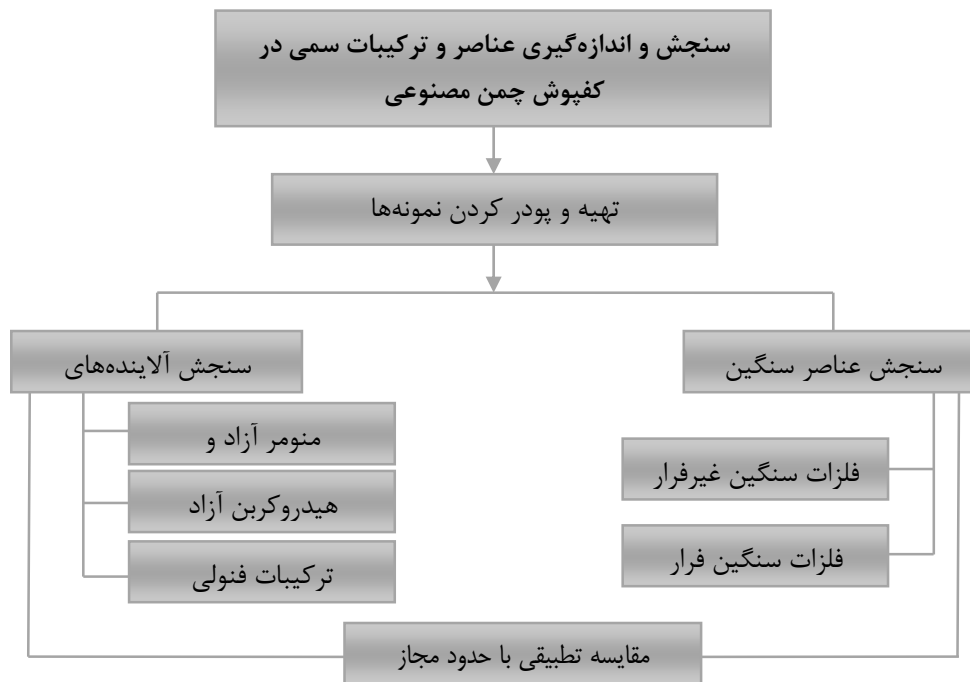 سنجش و اندازه‌گیری عناصر و ترکیبات سمی در
کفپوش چمن مصنوعی
تهیه و پودر کردن نمونه‌ها
سنجش عناصر سنگین
فلزات سنگین غیرفرار
فلزات سنگین فرار
سنجش آلاینده‌های
منومر آزاد و
هیدروکربن آزاد
ترکیبات فنولی
مقایسه تطبیقی با حدود مجاز